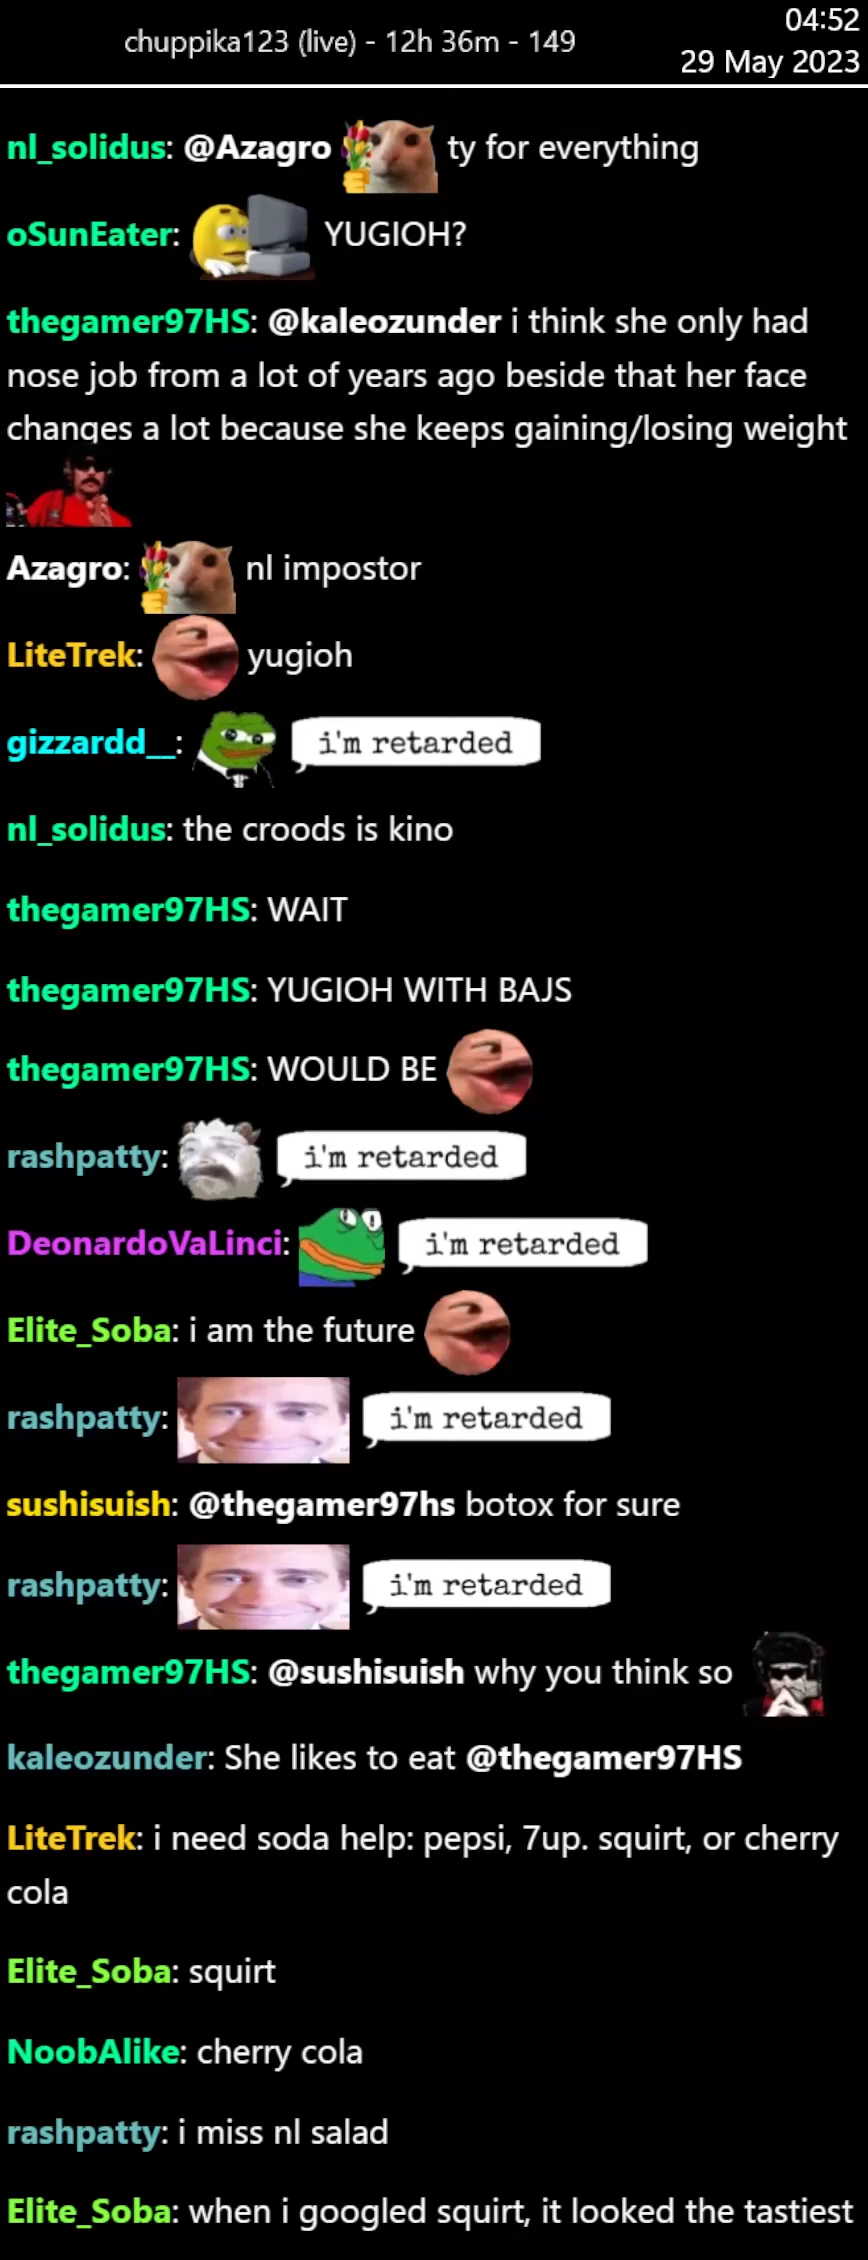 chuppika123 (live) - 12h 36m - 149
04:52
29 May 2023
nl_solidus: @Azagro ty for everything
oSunEater: YUGIOH?
thegamer97HS: @kaleozunder i think she only had
nose job from a lot of years ago beside that her face
changes a lot because she keeps gaining/losing weight
Azagro: nl impostor
LiteTrek: yugioh
gizzardd__: i'm retarded
nl_solidus: the croods is kino
thegamer97HS: WAIT
thegamer97HS: YUGIOH WITH BAJS
thegamer97HS: WOULD BE
rashpatty: i'm retarded
DeonardoVaLinci: i'm retarded
Elite_Soba: i am the future
rashpatty: i'm retarded
sushisuish: @thegamer97hs botox for sure
rashpatty: i'm retarded
thegamer97HS: @sushisuish why you think so
kaleozunder: She likes to eat @thegamer97HS
LiteTrek: i need soda help: pepsi, 7up. squirt, or cherry
cola
Elite_Soba: squirt
NoobAlike: cherry cola
rashpatty: i miss nl salad
Elite_Soba: when i googled squirt, it looked the tastiest